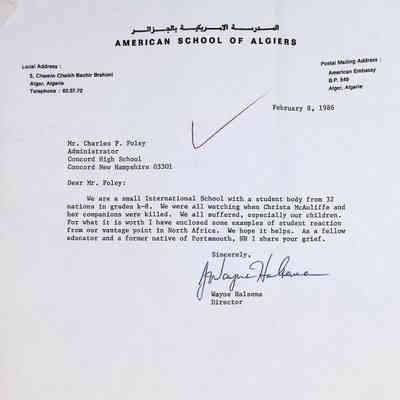 المدرسة الامريكية بالجزائر
AMERICAN SCHOOL OF ALGIERS
Local Address :
5, Chemin Cheikh Bachir Brahimi
Alger, Algerie
Telephone :
Postal Mailing Address :
American Embassy
B.P. 549
Alger, Algerie
February 8, 1986
Mr. Charles F. Foley
Administrator
Concord High School
Concord New Hampshire 03301
Dear Mr. Foley:
We are a small International School with a student body from 32
nations in grades k-8. We were all watching when Christa McAuliffe and
her companions were killed. We all suffered, especially our children.
For what it is worth I have enclosed some examples of student reaction
from our vantage point in North Africa. We hope it helps. As a fellow
educator and a former native of Portsmouth, NH I share your grief.
Sincerely,
Wayne Halsema
Wayne Halsema
Director